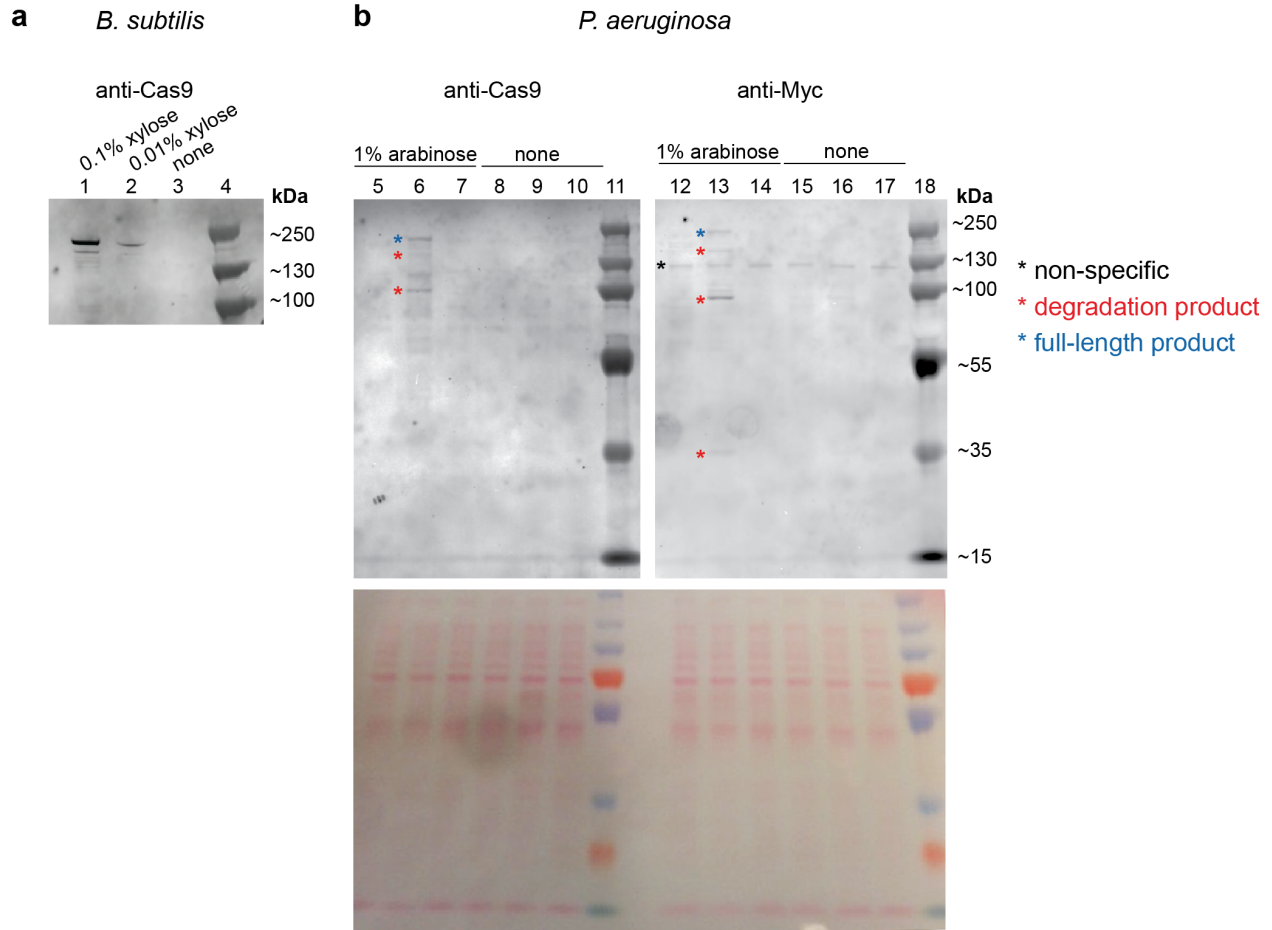 a
B. subtilis
anti-Cas9
0.1% xylose
0.01% xylose
none
1 2 3 4
kDa
~250
~130
~100
b
P. aeruginosa
anti-Cas9
anti-Myc
1% arabinose
none
1% arabinose
none
5 6 7 8 9 10 11
12 13 14 15 16 17 18
kDa
~250
~130
~100
~55
~35
~15
*
*
*
*
*
*
*
*
* non-specific
* degradation product
* full-length product